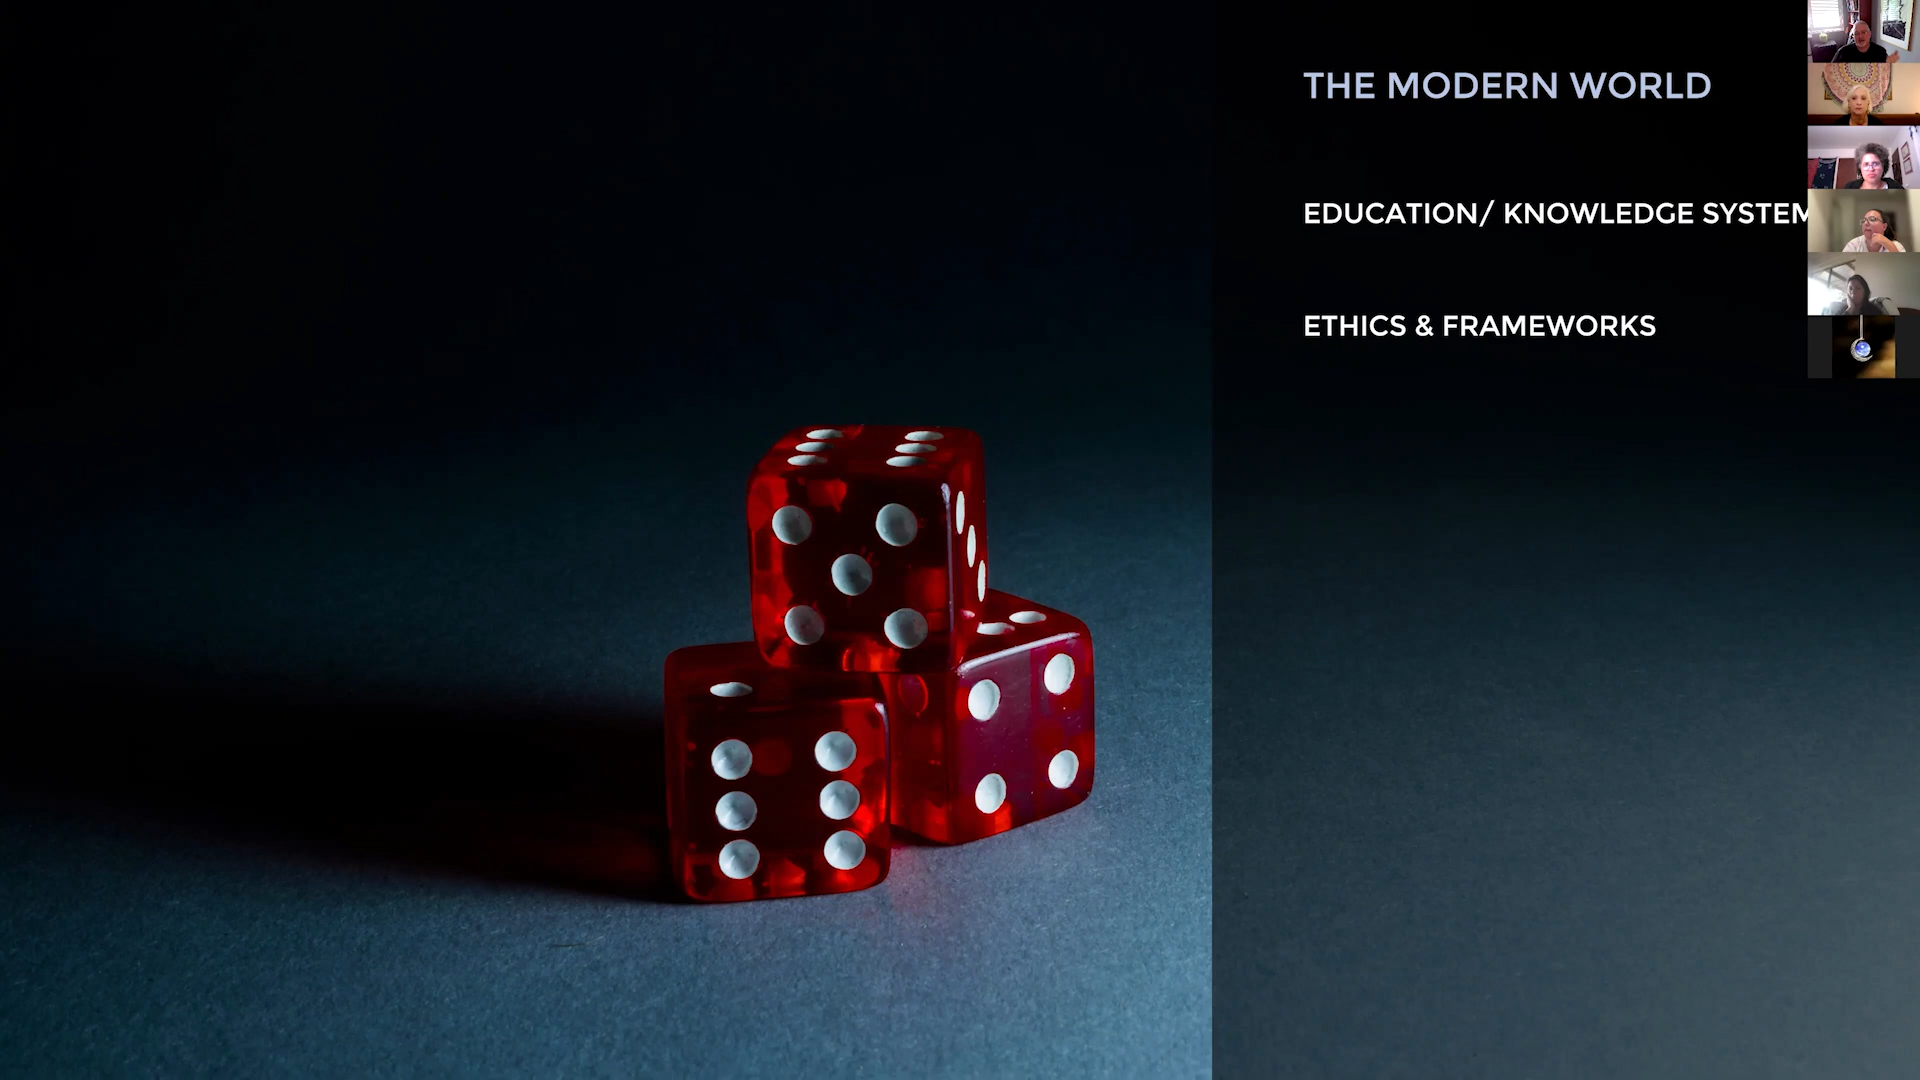 THE MODERN WORLD
EDUCATION/ KNOWLEDGE SYSTEM
ETHICS & FRAMEWORKS